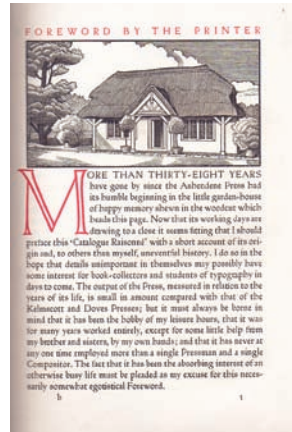 FOREWORD BY THE PRINTER
MORE THAN THIRTY-EIGHT YEARS
have gone by since the Ashendene Press had
its humble beginning in the little garden-house
of happy memory shewn in the woodcut which
heads this page. Now that its working days are
drawing to a close it seems fitting that I should
preface this "Catalogue Raisonné" with a short account of its ori-
gin and, to others than myself, uneventful history. I do so in the
hope that details unimportant in themselves may possibly have
some interest for book-collectors and students of typography in
days to come. The output of the Press, measured in relation to the
years of its life, is small in amount compared with that of the
Kelmscott and Doves Presses; but it must always be borne in
mind that it has been the hobby of my leisure hours, that it was
for many years worked entirely, except for some little help from
my brother and sisters, by my own hands; and that it has never at
any one time employed more than a single Pressman and a single
Compositor. The fact that it has been the absorbing interest of an
otherwise busy life must be pleaded as my excuse for this neces-
sarily somewhat egotistical Foreword.
b 1